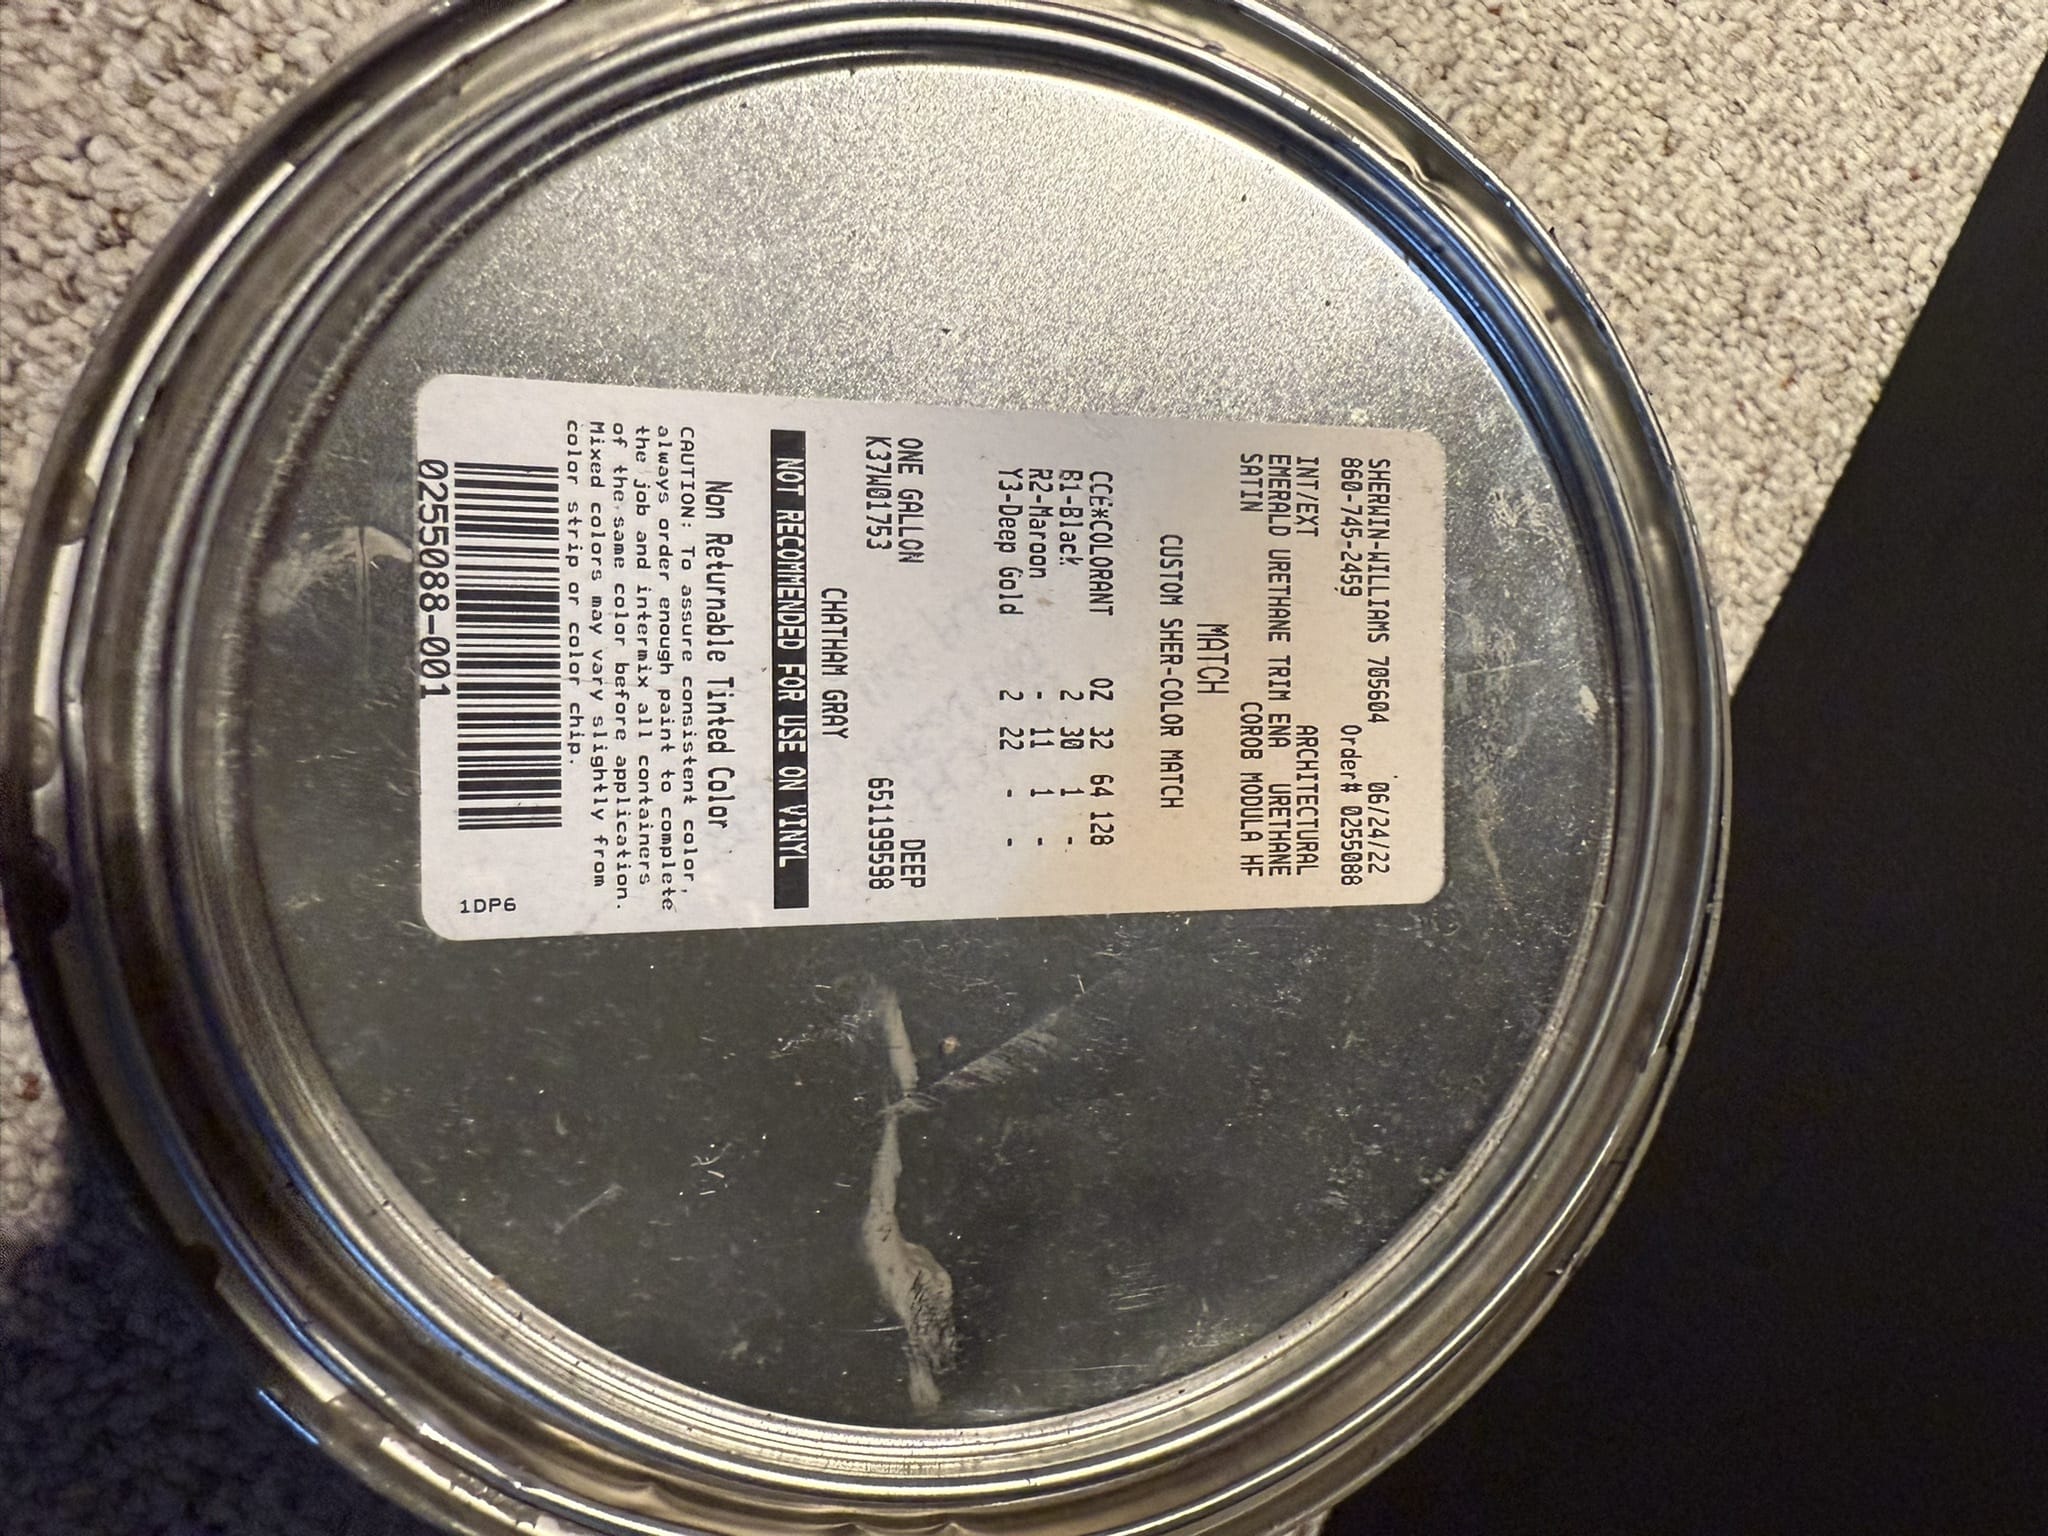 SHERWIN-WILLIAMS 705604 06/24/22
860-745-2459 Order# 0255088
INT/EXT ARCHITECTURAL
EMERALD URETHANE TRIM ENA URETHANE
SATIN COROB MODULA HF
MATCH
CUSTOM SHER-COLOR MATCH
CCE*COLORANT OZ 32 64 128
B1-Black 2 30 1 -
R2-Maroon - 11 1 -
Y3-Deep Gold 2 22 - -
ONE GALLON DEEP
K37W01753 651199598
CHATHAM GRAY
NOT RECOMMENDED FOR USE ON VINYL
Non Returnable Tinted Color
CAUTION: To assure consistent color,
always order enough paint to complete
the job and intermix all containers
of the same color before application.
Mixed colors may vary slightly from
color strip or color chip.
0255088-001
1DP6